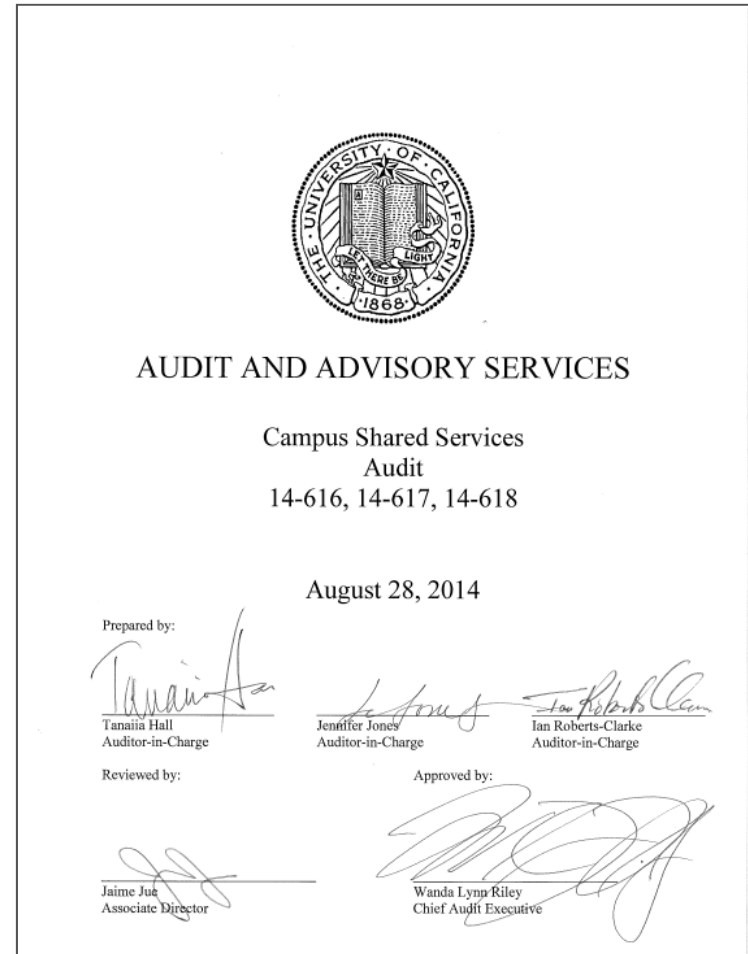 THE · UNIVERSITY · OF · CALIFORNIA ·
A
LET THERE BE LIGHT
·1868·
AUDIT AND ADVISORY SERVICES
Campus Shared Services
Audit
14-616, 14-617, 14-618
August 28, 2014
Prepared by:
Tanaiia Hall
Auditor-in-Charge
Jennifer Jones
Auditor-in-Charge
Ian Roberts-Clarke
Auditor-in-Charge
Reviewed by:
Approved by:
Jaime Jue
Associate Director
Wanda Lynn Riley
Chief Audit Executive